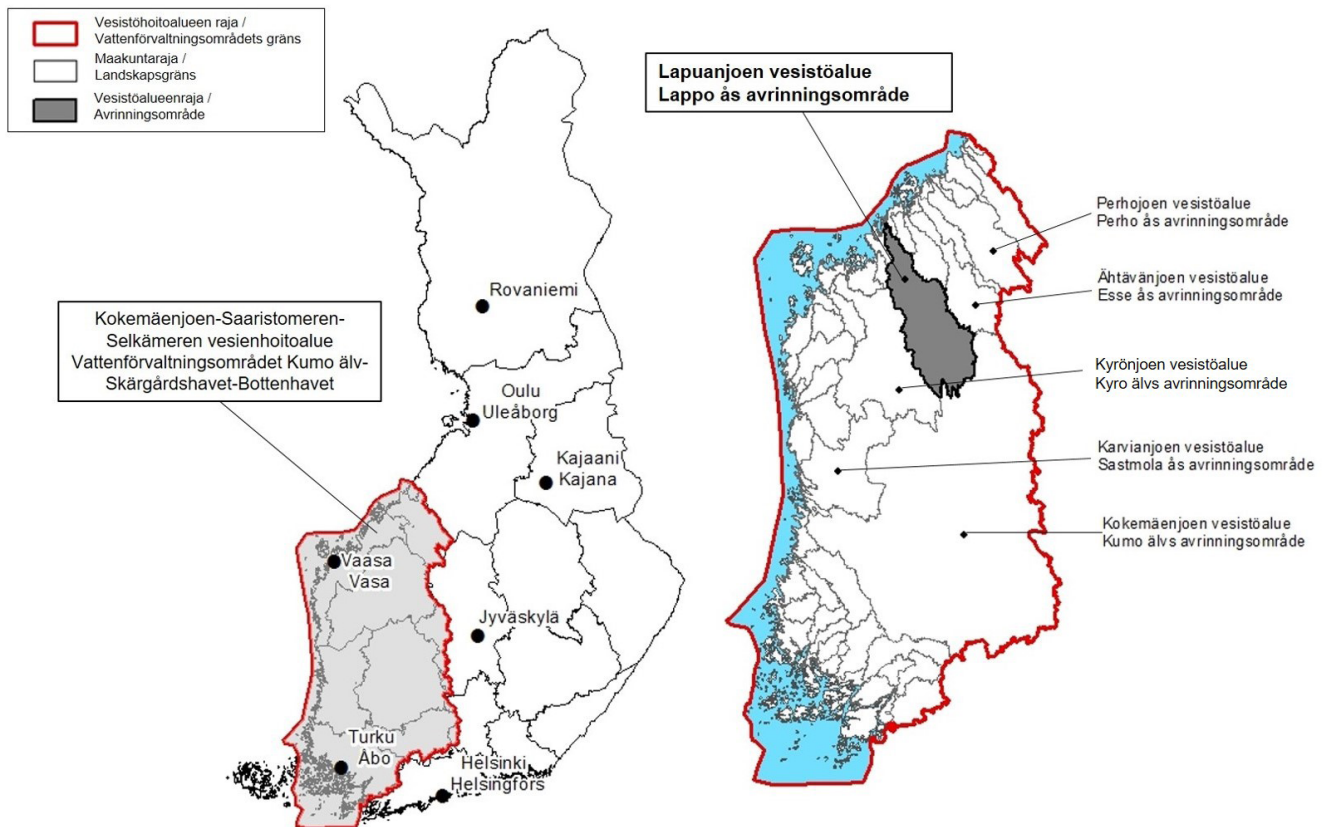 Vesistöhoitoalueen raja /
Vattenförvaltningsområdets gräns
Maakuntaraja /
Landskapsgräns
Vesistöalueenraja /
Avrinningsområde
Lapuanjoen vesistöalue
Lappo ås avrinningsområde
Kokemäenjoen-Saaristomeren-
Selkämeren vesienhoitoalue
Vattenförvaltningsområdet Kumo älv-
Skärgårdshavet-Bottenhavet
Rovaniemi
Oulu
Uleåborg
Kajaani
Kajana
Vaasa
Vasa
Jyväskylä
Turku
Åbo
Helsinki
Helsingfors
Perhojoen vesistöalue
Perho ås avrinningsområde
Ähtävänjoen vesistöalue
Esse ås avrinningsområde
Kyrönjoen vesistöalue
Kyro älvs avrinningsområde
Karvianjoen vesistöalue
Sastmola ås avrinningsområde
Kokemäenjoen vesistöalue
Kumo älvs avrinningsområde